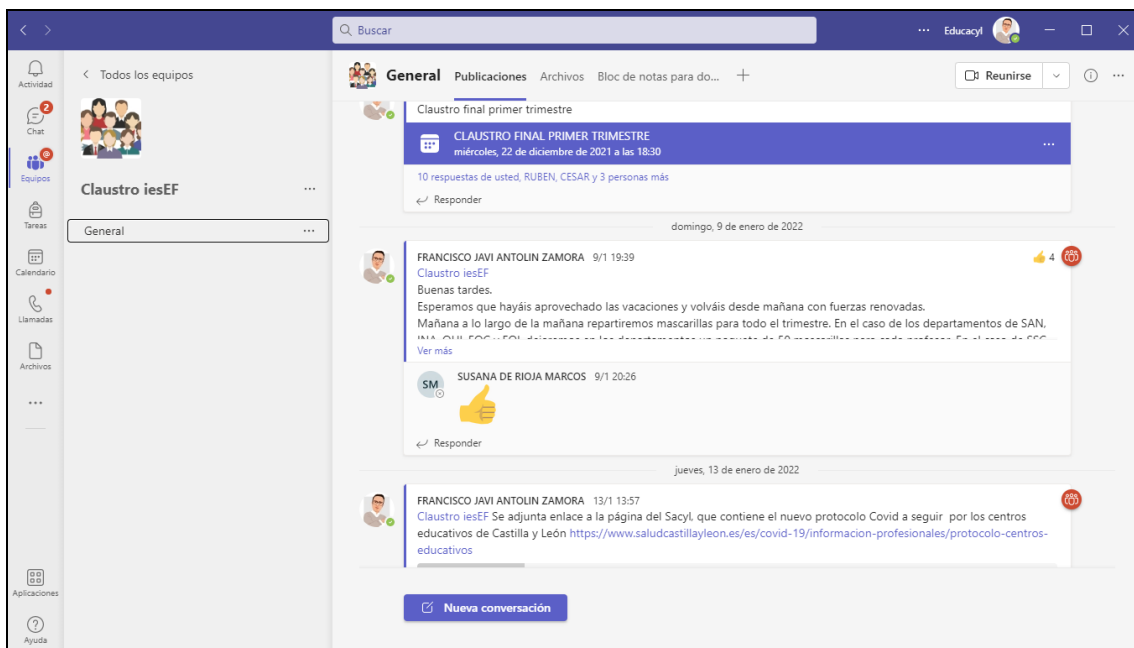 Buscar
Educacyl
Actividad
2
Chat
@
Equipos
Tareas
Calendario
Llamadas
Archivos
Aplicaciones
Ayuda
Todos los equipos
Claustro iesEF
General
General Publicaciones Archivos Bloc de notas para do...
Reunirse
Claustro final primer trimestre
CLAUSTRO FINAL PRIMER TRIMESTRE
miércoles, 22 de diciembre de 2021 a las 18:30
10 respuestas de usted, RUBEN, CESAR y 3 personas más
Responder
domingo, 9 de enero de 2022
FRANCISCO JAVI ANTOLIN ZAMORA 9/1 19:39
4
Claustro iesEF
Buenas tardes.
Esperamos que hayáis aprovechado las vacaciones y volváis desde mañana con fuerzas renovadas.
Mañana a lo largo de la mañana repartiremos mascarillas para todo el trimestre. En el caso de los departamentos de SAN,
Ver más
SM
SUSANA DE RIOJA MARCOS 9/1 20:26
Responder
jueves, 13 de enero de 2022
FRANCISCO JAVI ANTOLIN ZAMORA 13/1 13:57
Claustro iesEF Se adjunta enlace a la página del Sacyl, que contiene el nuevo protocolo Covid a seguir por los centros
educativos de Castilla y León https://www.saludcastillayleon.es/es/covid-19/informacion-profesionales/protocolo-centros-
educativos
Nueva conversación